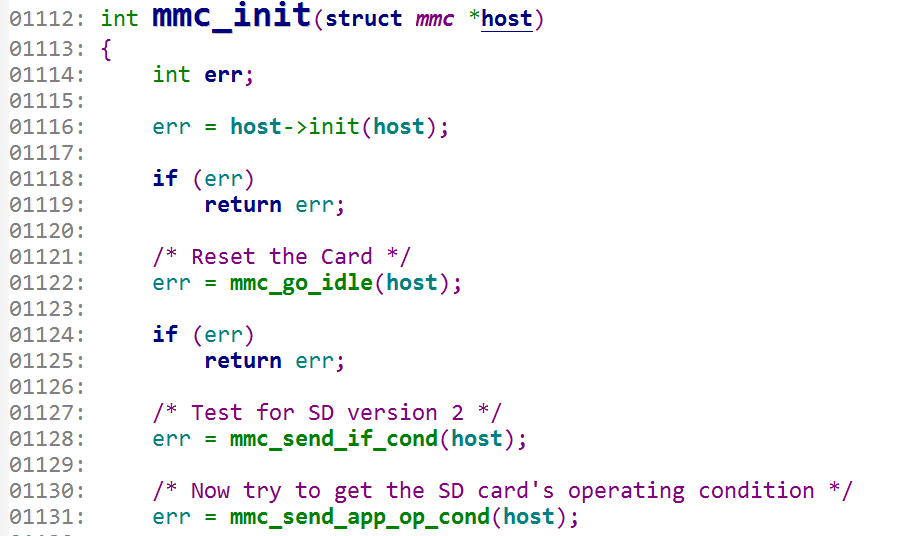 01112: int mmc_init(struct mmc *host)
01113: {
01114:     int err;
01115:
01116:     err = host->init(host);
01117:
01118:     if (err)
01119:         return err;
01120:
01121:     /* Reset the Card */
01122:     err = mmc_go_idle(host);
01123:
01124:     if (err)
01125:         return err;
01126:
01127:     /* Test for SD version 2 */
01128:     err = mmc_send_if_cond(host);
01129:
01130:     /* Now try to get the SD card's operating condition */
01131:     err = mmc_send_app_op_cond(host);